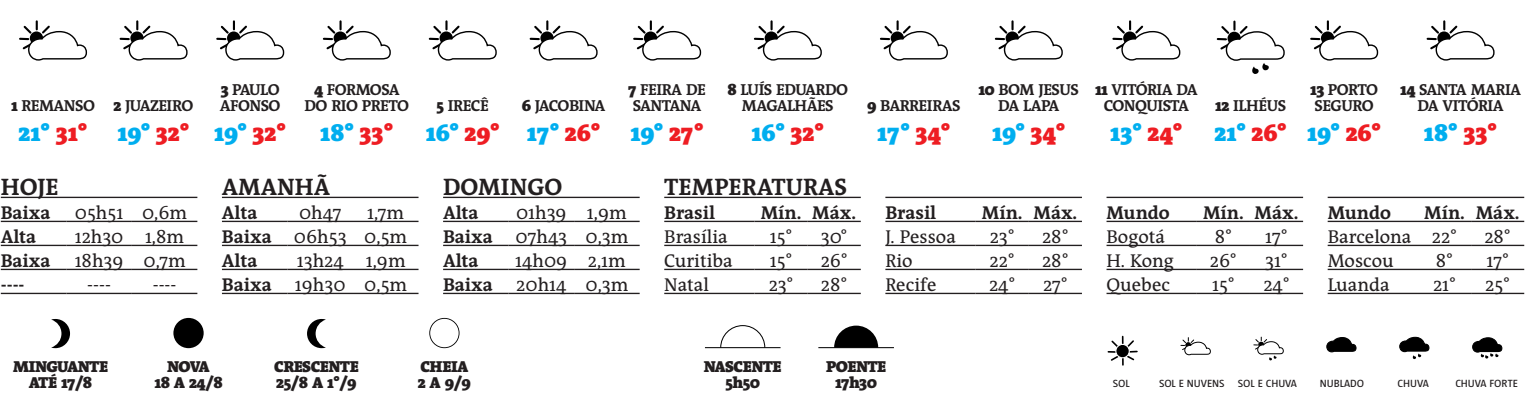 1 REMANSO
21° 31°
2 JUAZEIRO
19° 32°
3 PAULO
AFONSO
19° 32°
4 FORMOSA
DO RIO PRETO
18° 33°
5 IRECÊ
16° 29°
6 JACOBINA
17° 26°
7 FEIRA DE
SANTANA
19° 27°
8 LUÍS EDUARDO
MAGALHÃES
16° 32°
9 BARREIRAS
17° 34°
10 BOM JESUS
DA LAPA
19° 34°
11 VITÓRIA DA
CONQUISTA
13° 24°
12 ILHÉUS
21° 26°
13 PORTO
SEGURO
19° 26°
14 SANTA MARIA
DA VITÓRIA
18° 33°
HOJE
Baixa 05h51 0,6m
Alta 12h30 1,8m
Baixa 18h39 0,7m
---- ---- ----
AMANHÃ
Alta 0h47 1,7m
Baixa 06h53 0,5m
Alta 13h24 1,9m
Baixa 19h30 0,5m
DOMINGO
Alta 01h39 1,9m
Baixa 07h43 0,3m
Alta 14h09 2,1m
Baixa 20h14 0,3m
TEMPERATURAS
Brasil Mín. Máx.
Brasília 15° 30°
Curitiba 15° 26°
Natal 23° 28°
Brasil Mín. Máx.
J. Pessoa 23° 28°
Rio 22° 28°
Recife 24° 27°
Mundo Mín. Máx.
Bogotá 8° 17°
H. Kong 26° 31°
Quebec 15° 24°
Mundo Mín. Máx.
Barcelona 22° 28°
Moscou 8° 17°
Luanda 21° 25°
MINGUANTE
ATÉ 17/8
NOVA
18 A 24/8
CRESCENTE
25/8 A 1°/9
CHEIA
2 A 9/9
NASCENTE
5h50
POENTE
17h30
SOL
SOL E NUVENS
SOL E CHUVA
NUBLADO
CHUVA
CHUVA FORTE